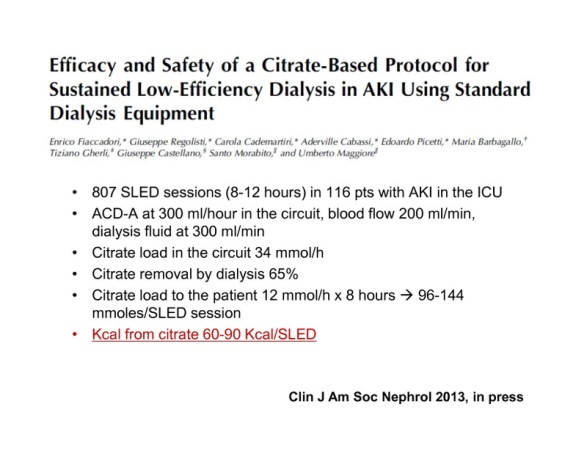 Efficacy and Safety of a Citrate-Based Protocol for
Sustained Low-Efficiency Dialysis in AKI Using Standard
Dialysis Equipment
Enrico Fiaccadori,* Giuseppe Regolisti,* Carola Cademartiri,* Aderville Cabassi,* Edoardo Picetti,* Maria Barbagallo,†
Tiziano Gherli,‡ Giuseppe Castellano,§ Santo Morabito,‖ and Umberto Maggiore¶
• 807 SLED sessions (8-12 hours) in 116 pts with AKI in the ICU
• ACD-A at 300 ml/hour in the circuit, blood flow 200 ml/min,
dialysis fluid at 300 ml/min
• Citrate load in the circuit 34 mmol/h
• Citrate removal by dialysis 65%
• Citrate load to the patient 12 mmol/h x 8 hours → 96-144
mmoles/SLED session
• Kcal from citrate 60-90 Kcal/SLED
Clin J Am Soc Nephrol 2013, in press